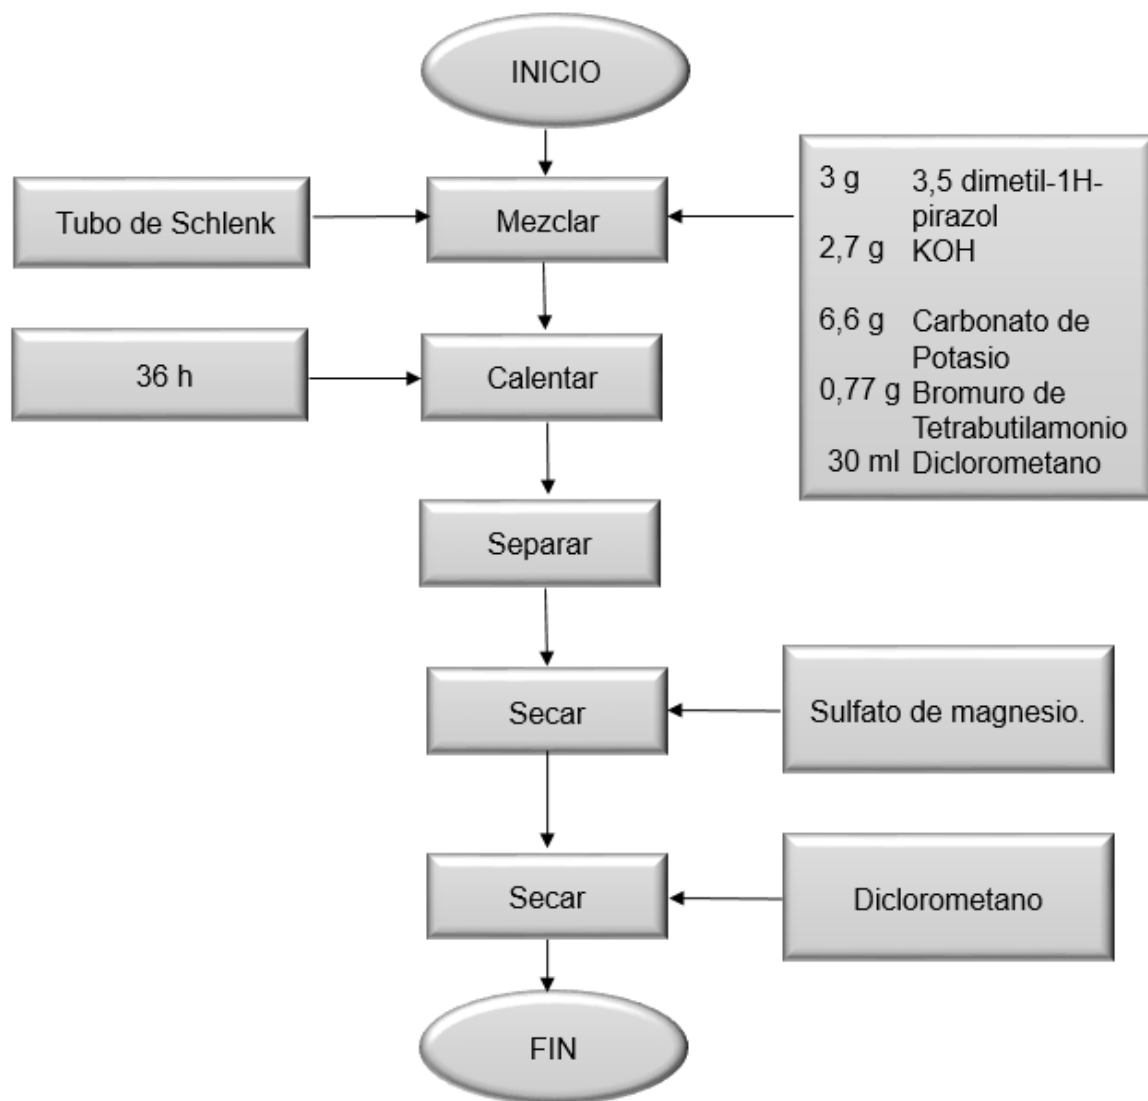 INICIO
Tubo de Schlenk
Mezclar
3 g 3,5 dimetil-1H-
pirazol
2,7 g KOH
6,6 g Carbonato de
Potasio
0,77 g Bromuro de
Tetrabutilamonio
30 ml Diclorometano
36 h
Calentar
Separar
Secar
Sulfato de magnesio.
Secar
Diclorometano
FIN